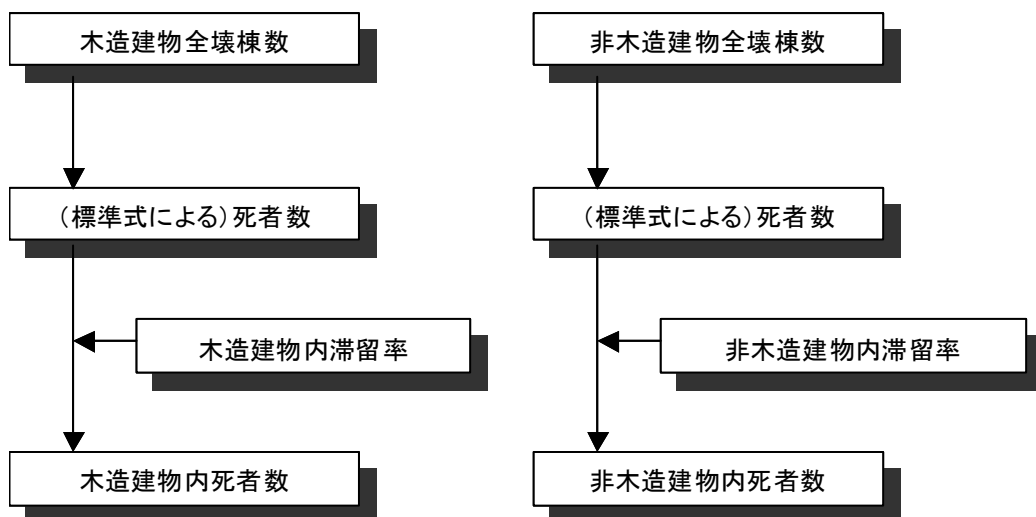 木造建物全壊棟数
非木造建物全壊棟数
（標準式による）死者数
（標準式による）死者数
木造建物内滞留率
非木造建物内滞留率
木造建物内死者数
非木造建物内死者数